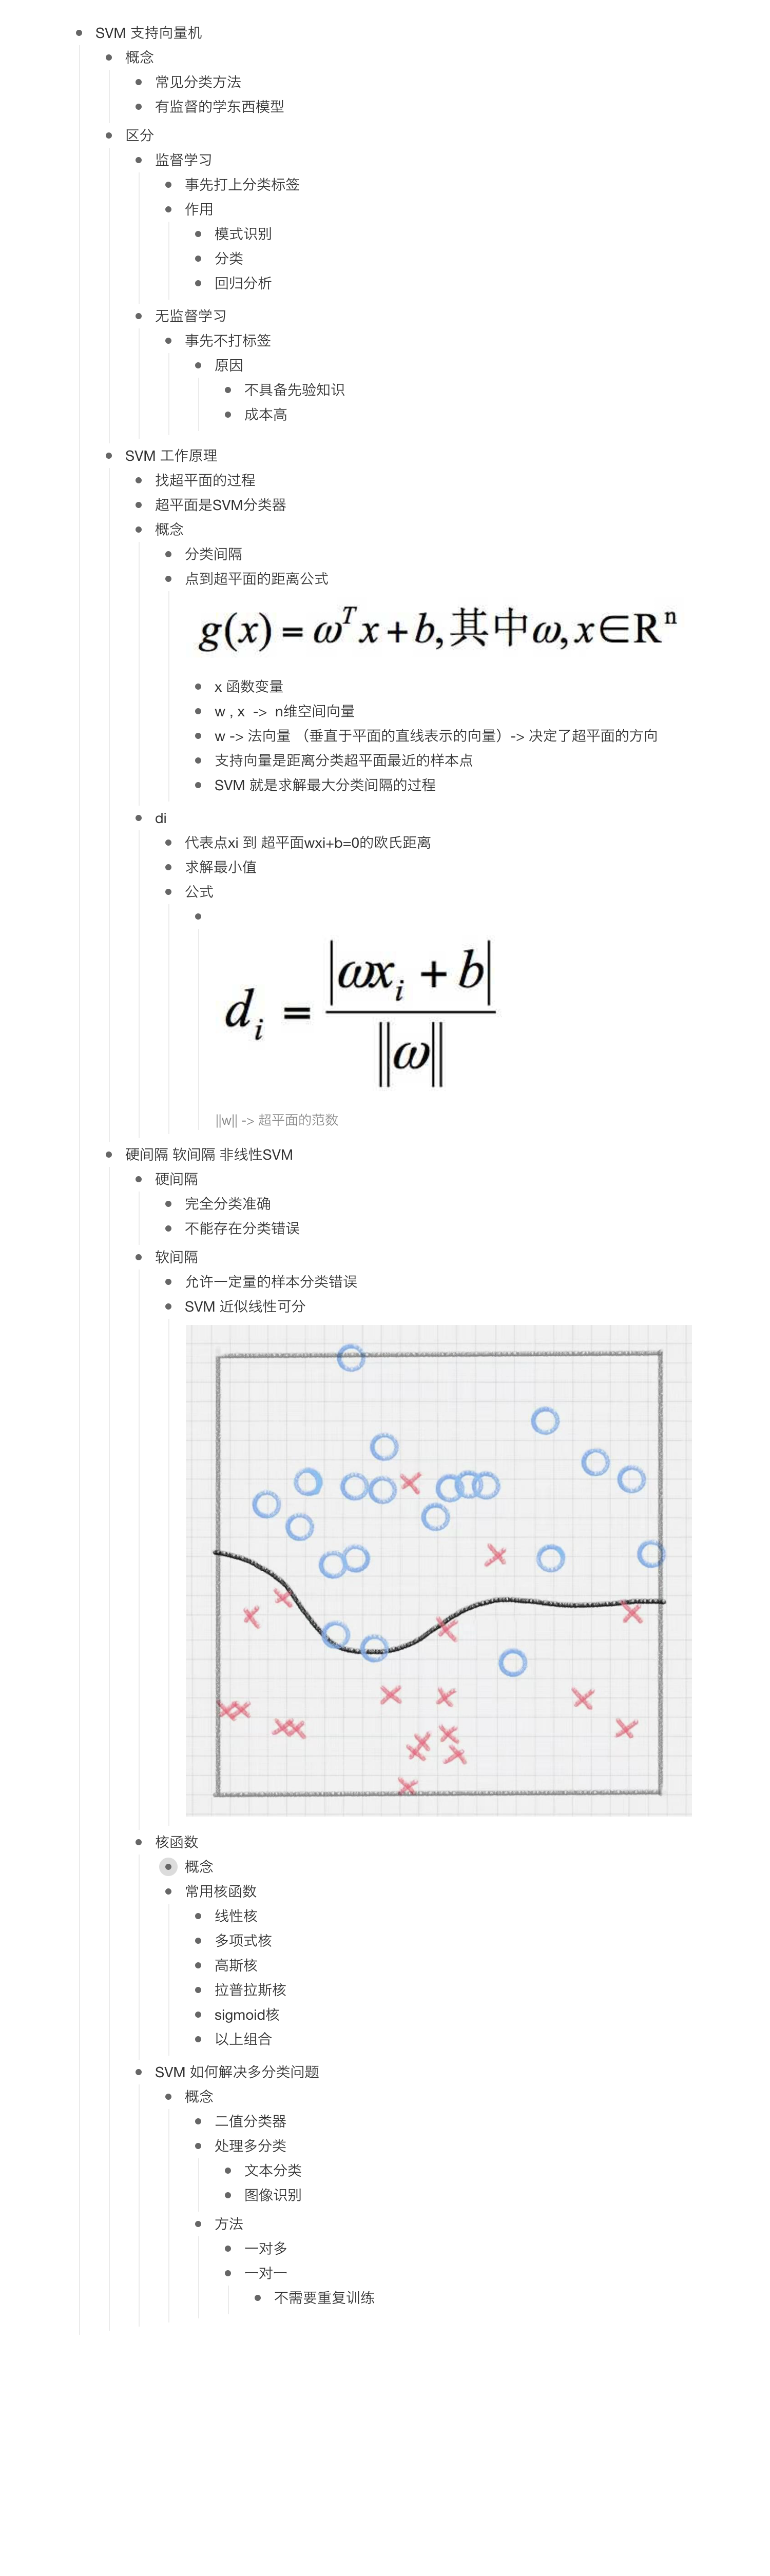 SVM 支持向量机
概念
常见分类方法
有监督的学东西模型
区分
监督学习
事先打上分类标签
作用
模式识别
分类
回归分析
无监督学习
事先不打标签
原因
不具备先验知识
成本高
SVM 工作原理
找超平面的过程
超平面是SVM分类器
概念
分类间隔
点到超平面的距离公式
g(x) = ω^T x + b, 其中ω, x∈R^n
x 函数变量
w , x -> n维空间向量
w -> 法向量 （垂直于平面的直线表示的向量）-> 决定了超平面的方向
支持向量是距离分类超平面最近的样本点
SVM 就是求解最大分类间隔的过程
di
代表点xi 到 超平面wxi+b=0的欧氏距离
求解最小值
公式
d_i = |ωx_i + b| / ||ω||
||w|| -> 超平面的范数
硬间隔 软间隔 非线性SVM
硬间隔
完全分类准确
不能存在分类错误
软间隔
允许一定量的样本分类错误
SVM 近似线性可分
核函数
概念
常用核函数
线性核
多项式核
高斯核
拉普拉斯核
sigmoid核
以上组合
SVM 如何解决多分类问题
概念
二值分类器
处理多分类
文本分类
图像识别
方法
一对多
一对一
不需要重复训练